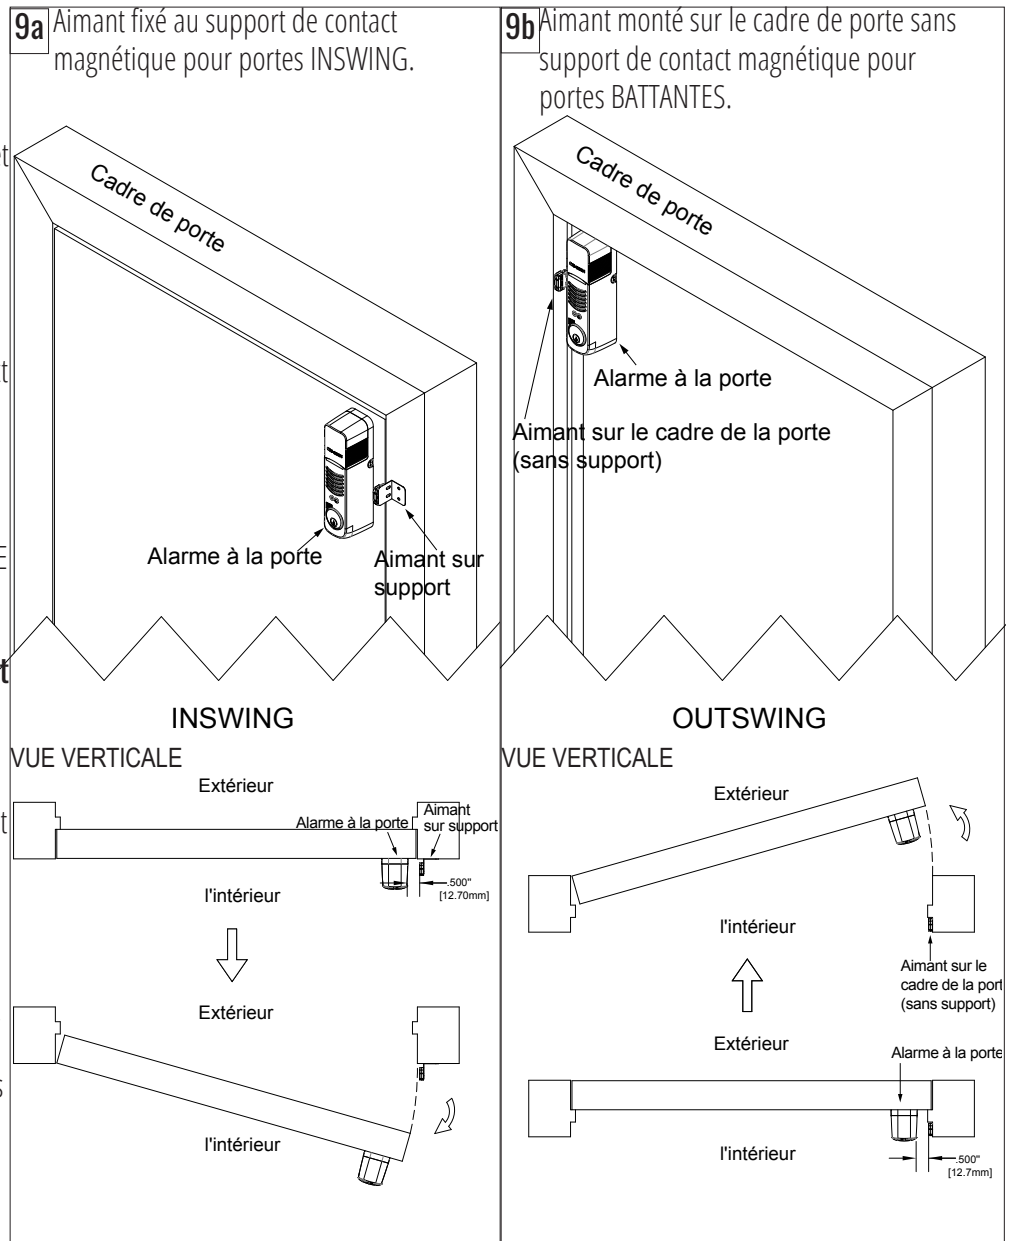 9a Aimant fixé au support de contact
magnétique pour portes INSWING.
Cadre de porte
Alarme à la porte
Aimant sur
support
INSWING
VUE VERTICALE
Extérieur
Alarme à la porte
Aimant
sur support
.500"
[12.70mm]
l'intérieur
Extérieur
l'intérieur
9b Aimant monté sur le cadre de porte sans
support de contact magnétique pour
portes BATTANTES.
Cadre de porte
Alarme à la porte
Aimant sur le cadre de la porte
(sans support)
OUTSWING
VUE VERTICALE
Extérieur
l'intérieur
Aimant sur le
cadre de la port
(sans support)
Extérieur
Alarme à la porte
l'intérieur
.500"
[12.7mm]